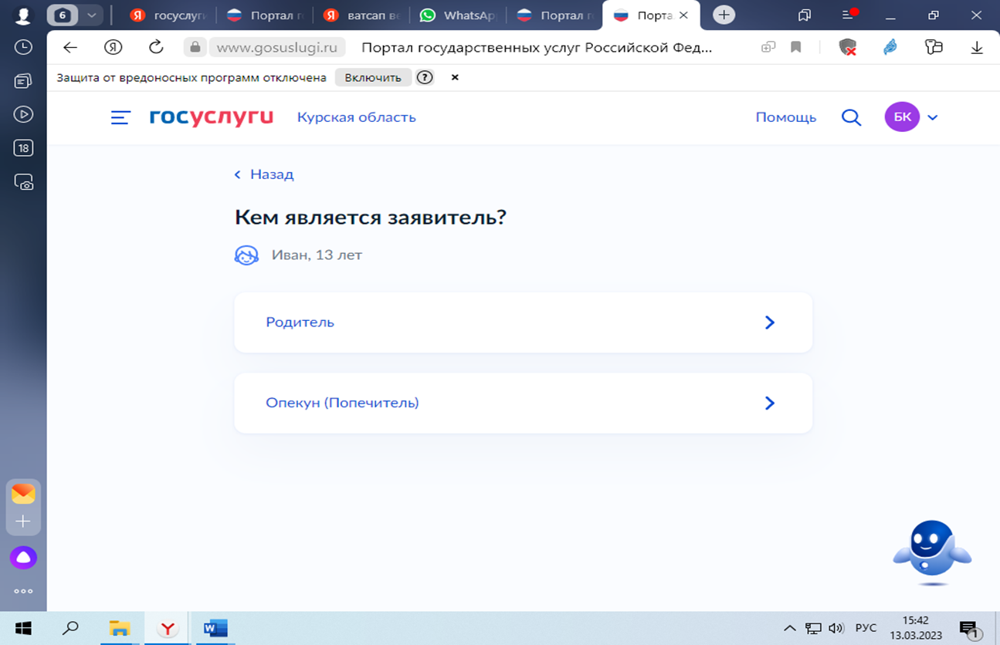 6
госуслуги
Портал г
ватсап ве
WhatsAp
Портал г
Порта
www.gosuslugi.ru
Портал государственных услуг Российской Фед...
Защита от вредоносных программ отключена
Включить
?
госуслуги
Курская область
Помощь
БК
18
Назад
Кем является заявитель?
Иван, 13 лет
Родитель
Опекун (Попечитель)
РУС
15:42
13.03.2023
1